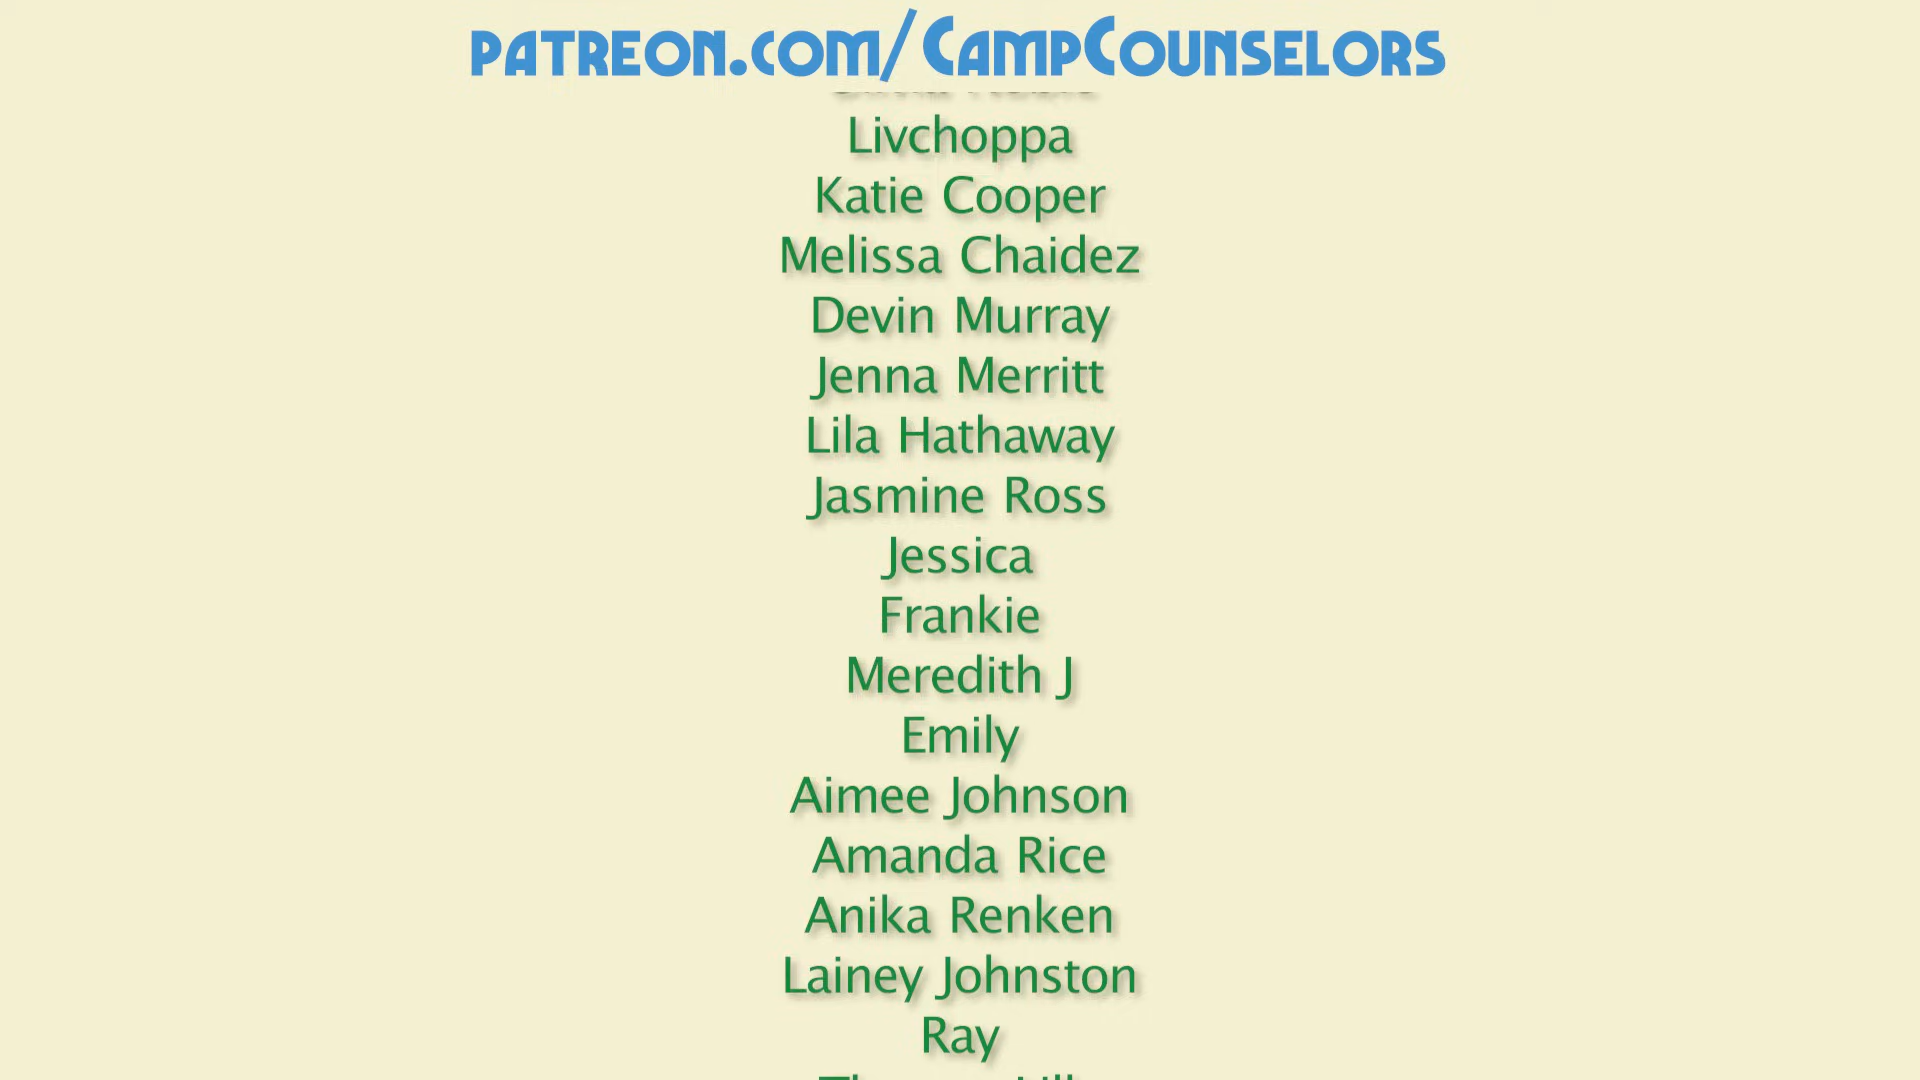 PATREON.COM/CAMPCOUNSELORS
Livchoppa
Katie Cooper
Melissa Chaidez
Devin Murray
Jenna Merritt
Lila Hathaway
Jasmine Ross
Jessica
Frankie
Meredith J
Emily
Aimee Johnson
Amanda Rice
Anika Renken
Lainey Johnston
Ray